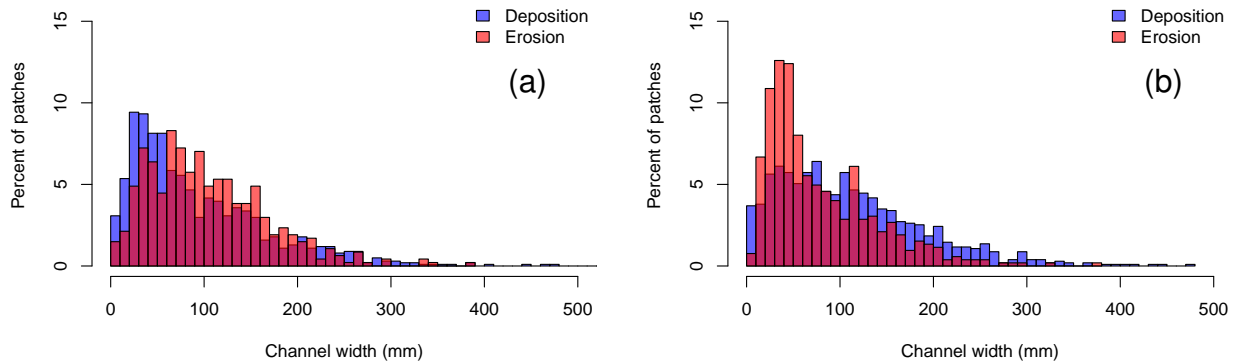 Deposition
Erosion
(a)
Percent of patches
0 5 10 15
0 100 200 300 400 500
Channel width (mm)
Deposition
Erosion
(b)
Percent of patches
0 5 10 15
0 100 200 300 400 500
Channel width (mm)